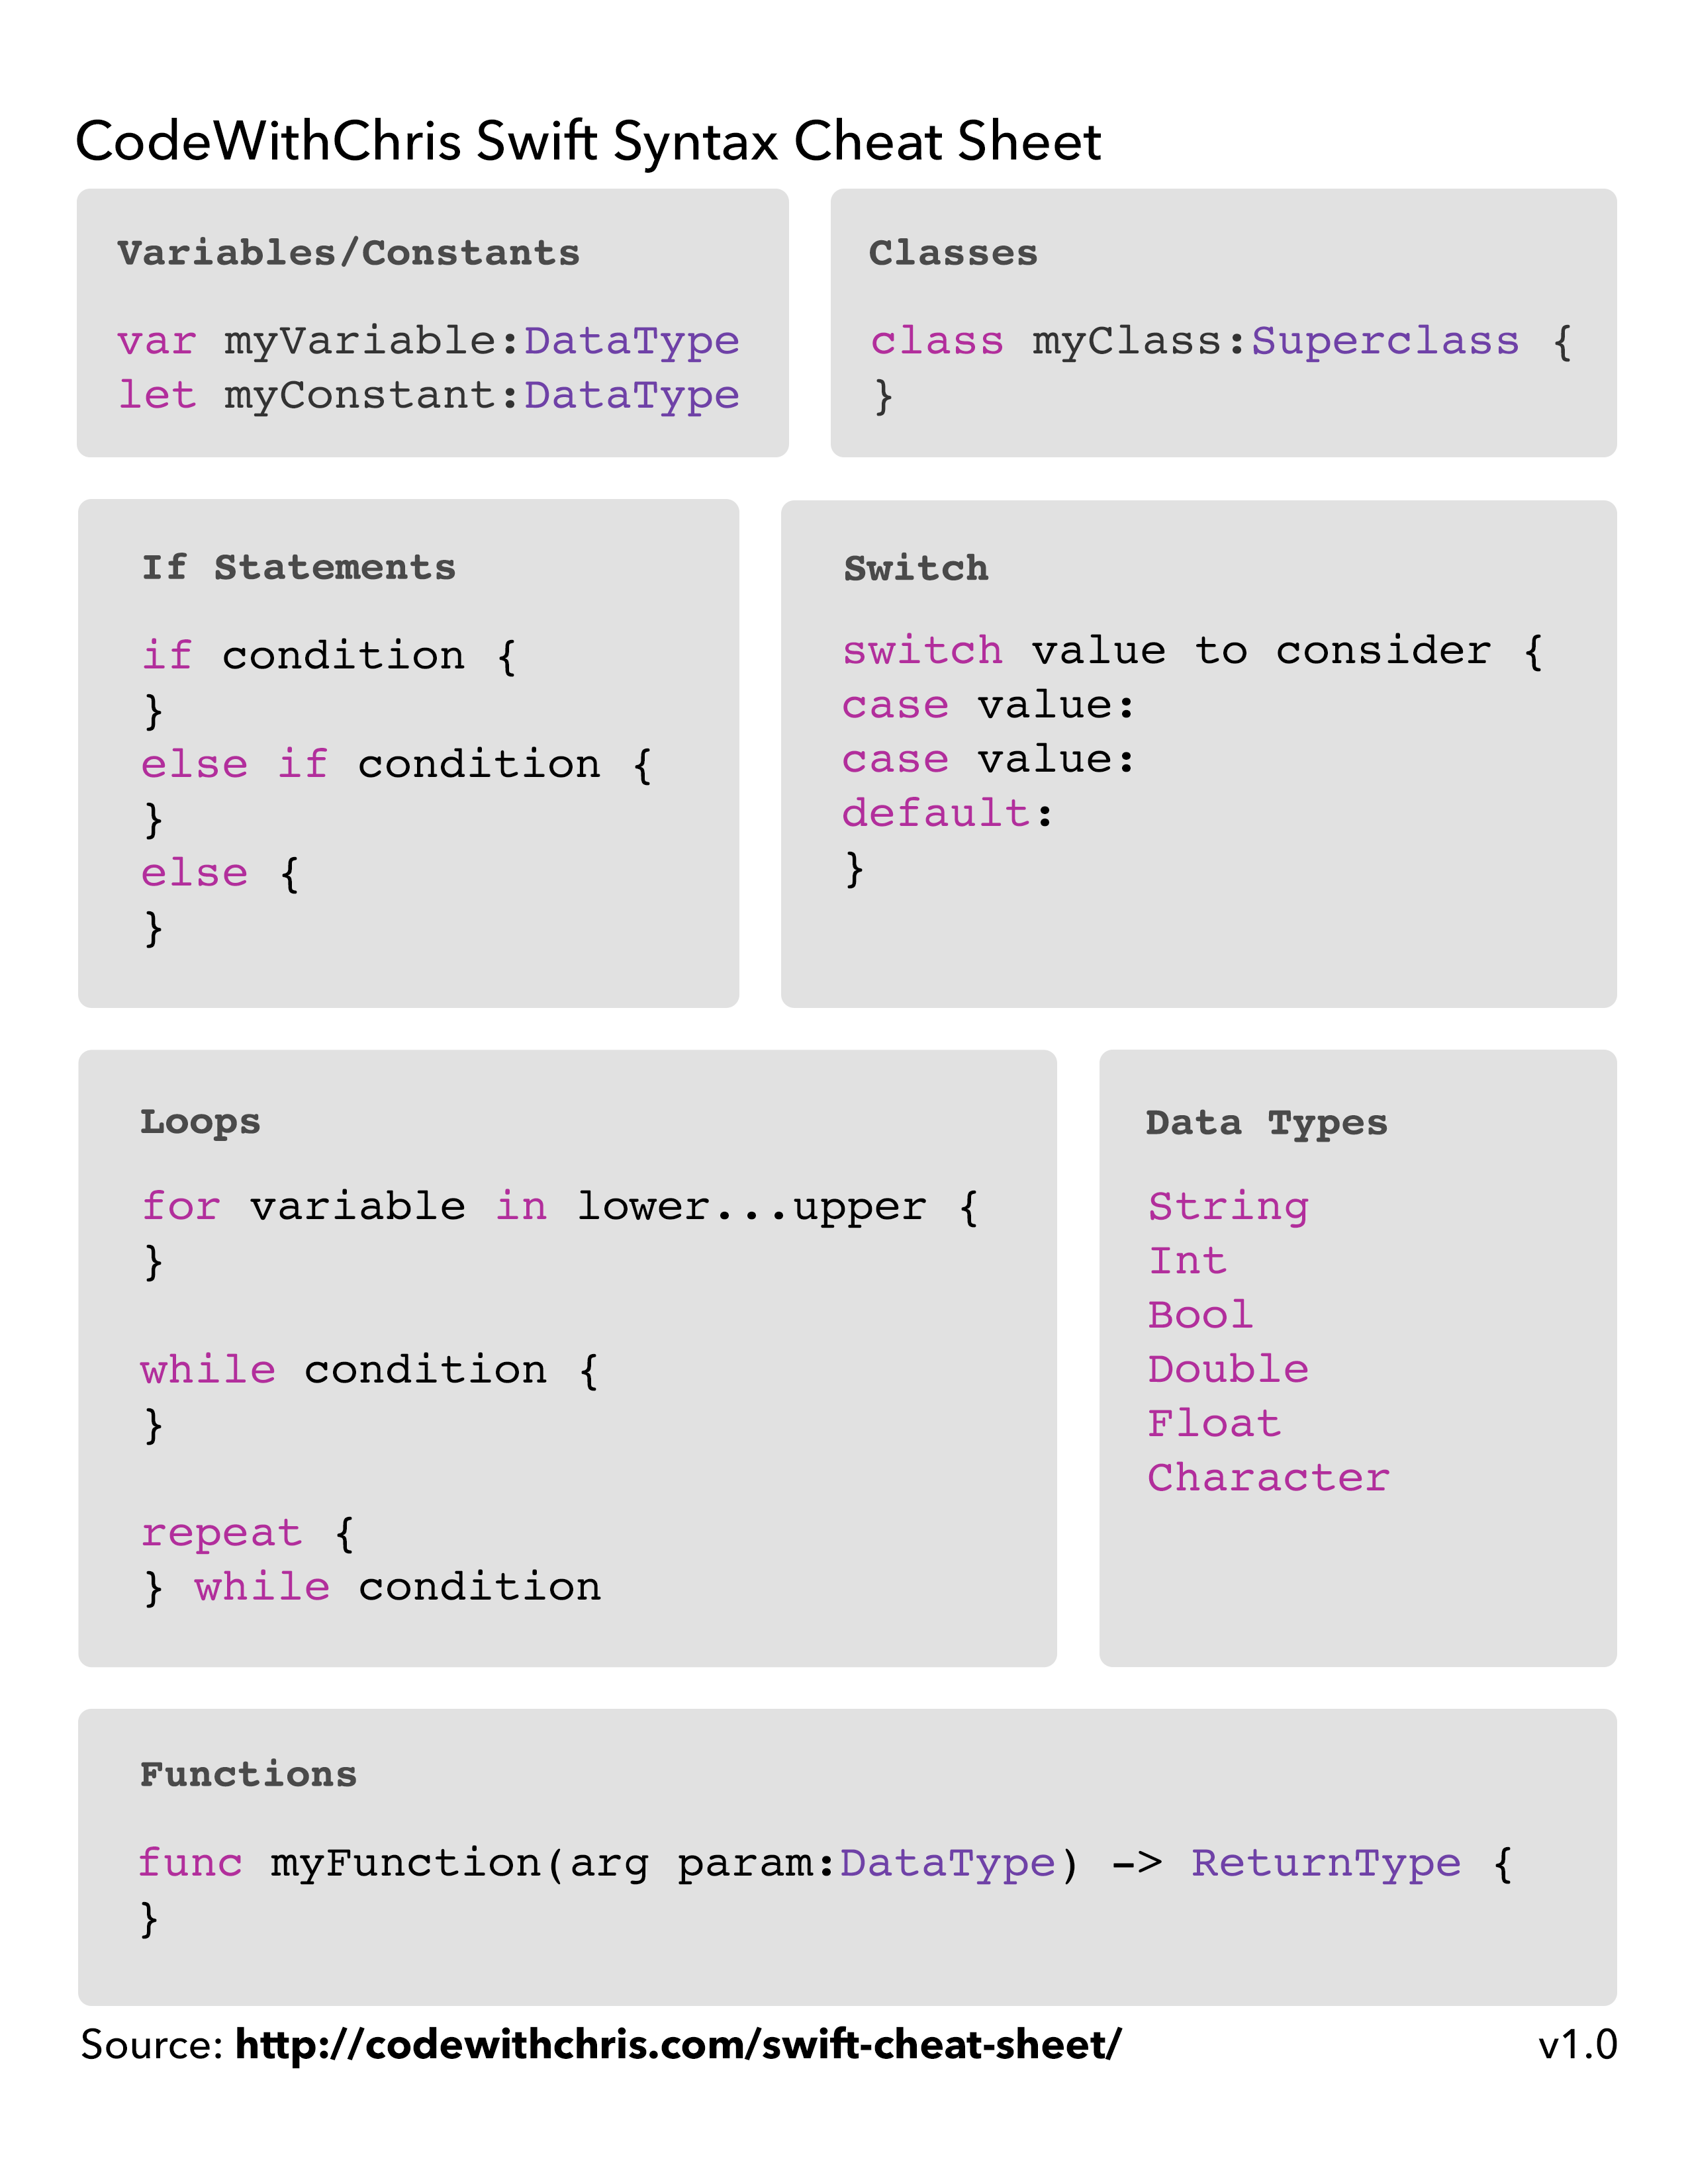 CodeWithChris Swift Syntax Cheat Sheet
Variables/Constants
var myVariable:DataType
let myConstant:DataType
Classes
class myClass:Superclass {
}
If Statements
if condition {
}
else if condition {
}
else {
}
Switch
switch value to consider {
case value:
case value:
default:
}
Loops
for variable in lower...upper {
}
while condition {
}
repeat {
} while condition
Data Types
String
Int
Bool
Double
Float
Character
Functions
func myFunction(arg param:DataType) -> ReturnType {
}
Source: http://codewithchris.com/swift-cheat-sheet/
v1.0